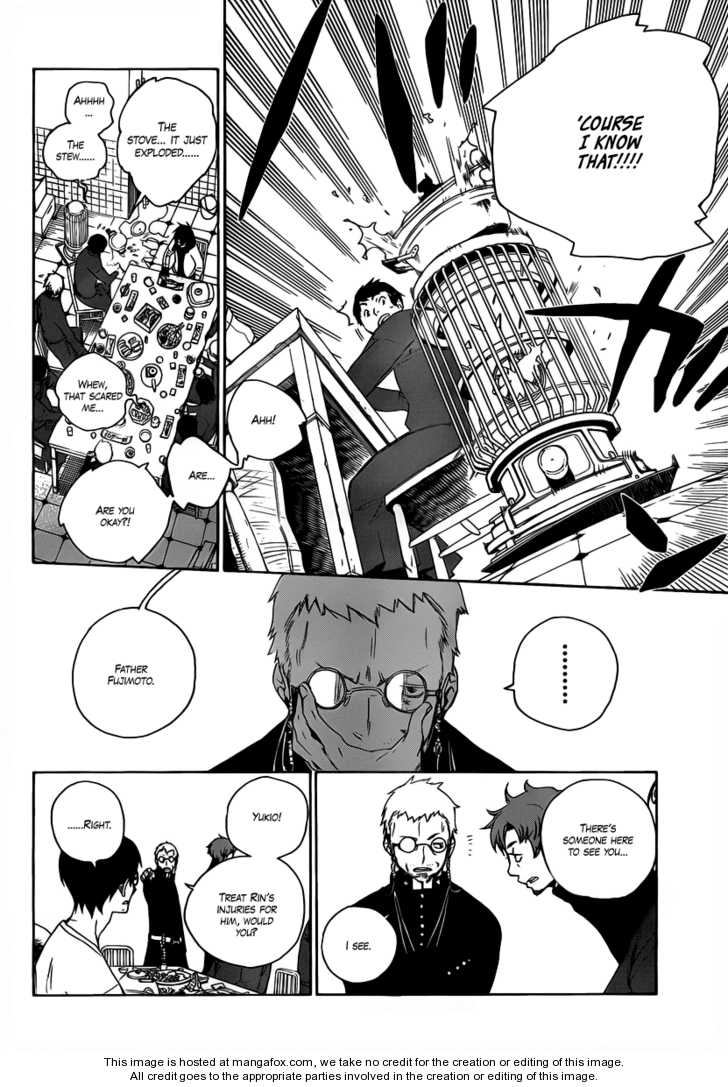 'COURSE
I KNOW
THAT!!!!
AHH!
AHHHH
...
THE
STEW......
THE
STOVE... IT JUST
EXPLODED......
WHEW,
THAT SCARED
ME...
ARE...
ARE YOU
OKAY?!
FATHER
FUJIMOTO.
......
THERE'S
SOMEONE HERE
TO SEE YOU...
I SEE.
YUKIO!
TREAT RIN'S
INJURIES FOR
HIM, WOULD
YOU?
......RIGHT.
This image is hosted at mangafox.com, we take no credit for the creation or editing of this image.
All credit goes to the appropriate parties involved in the creation or editing of this image.